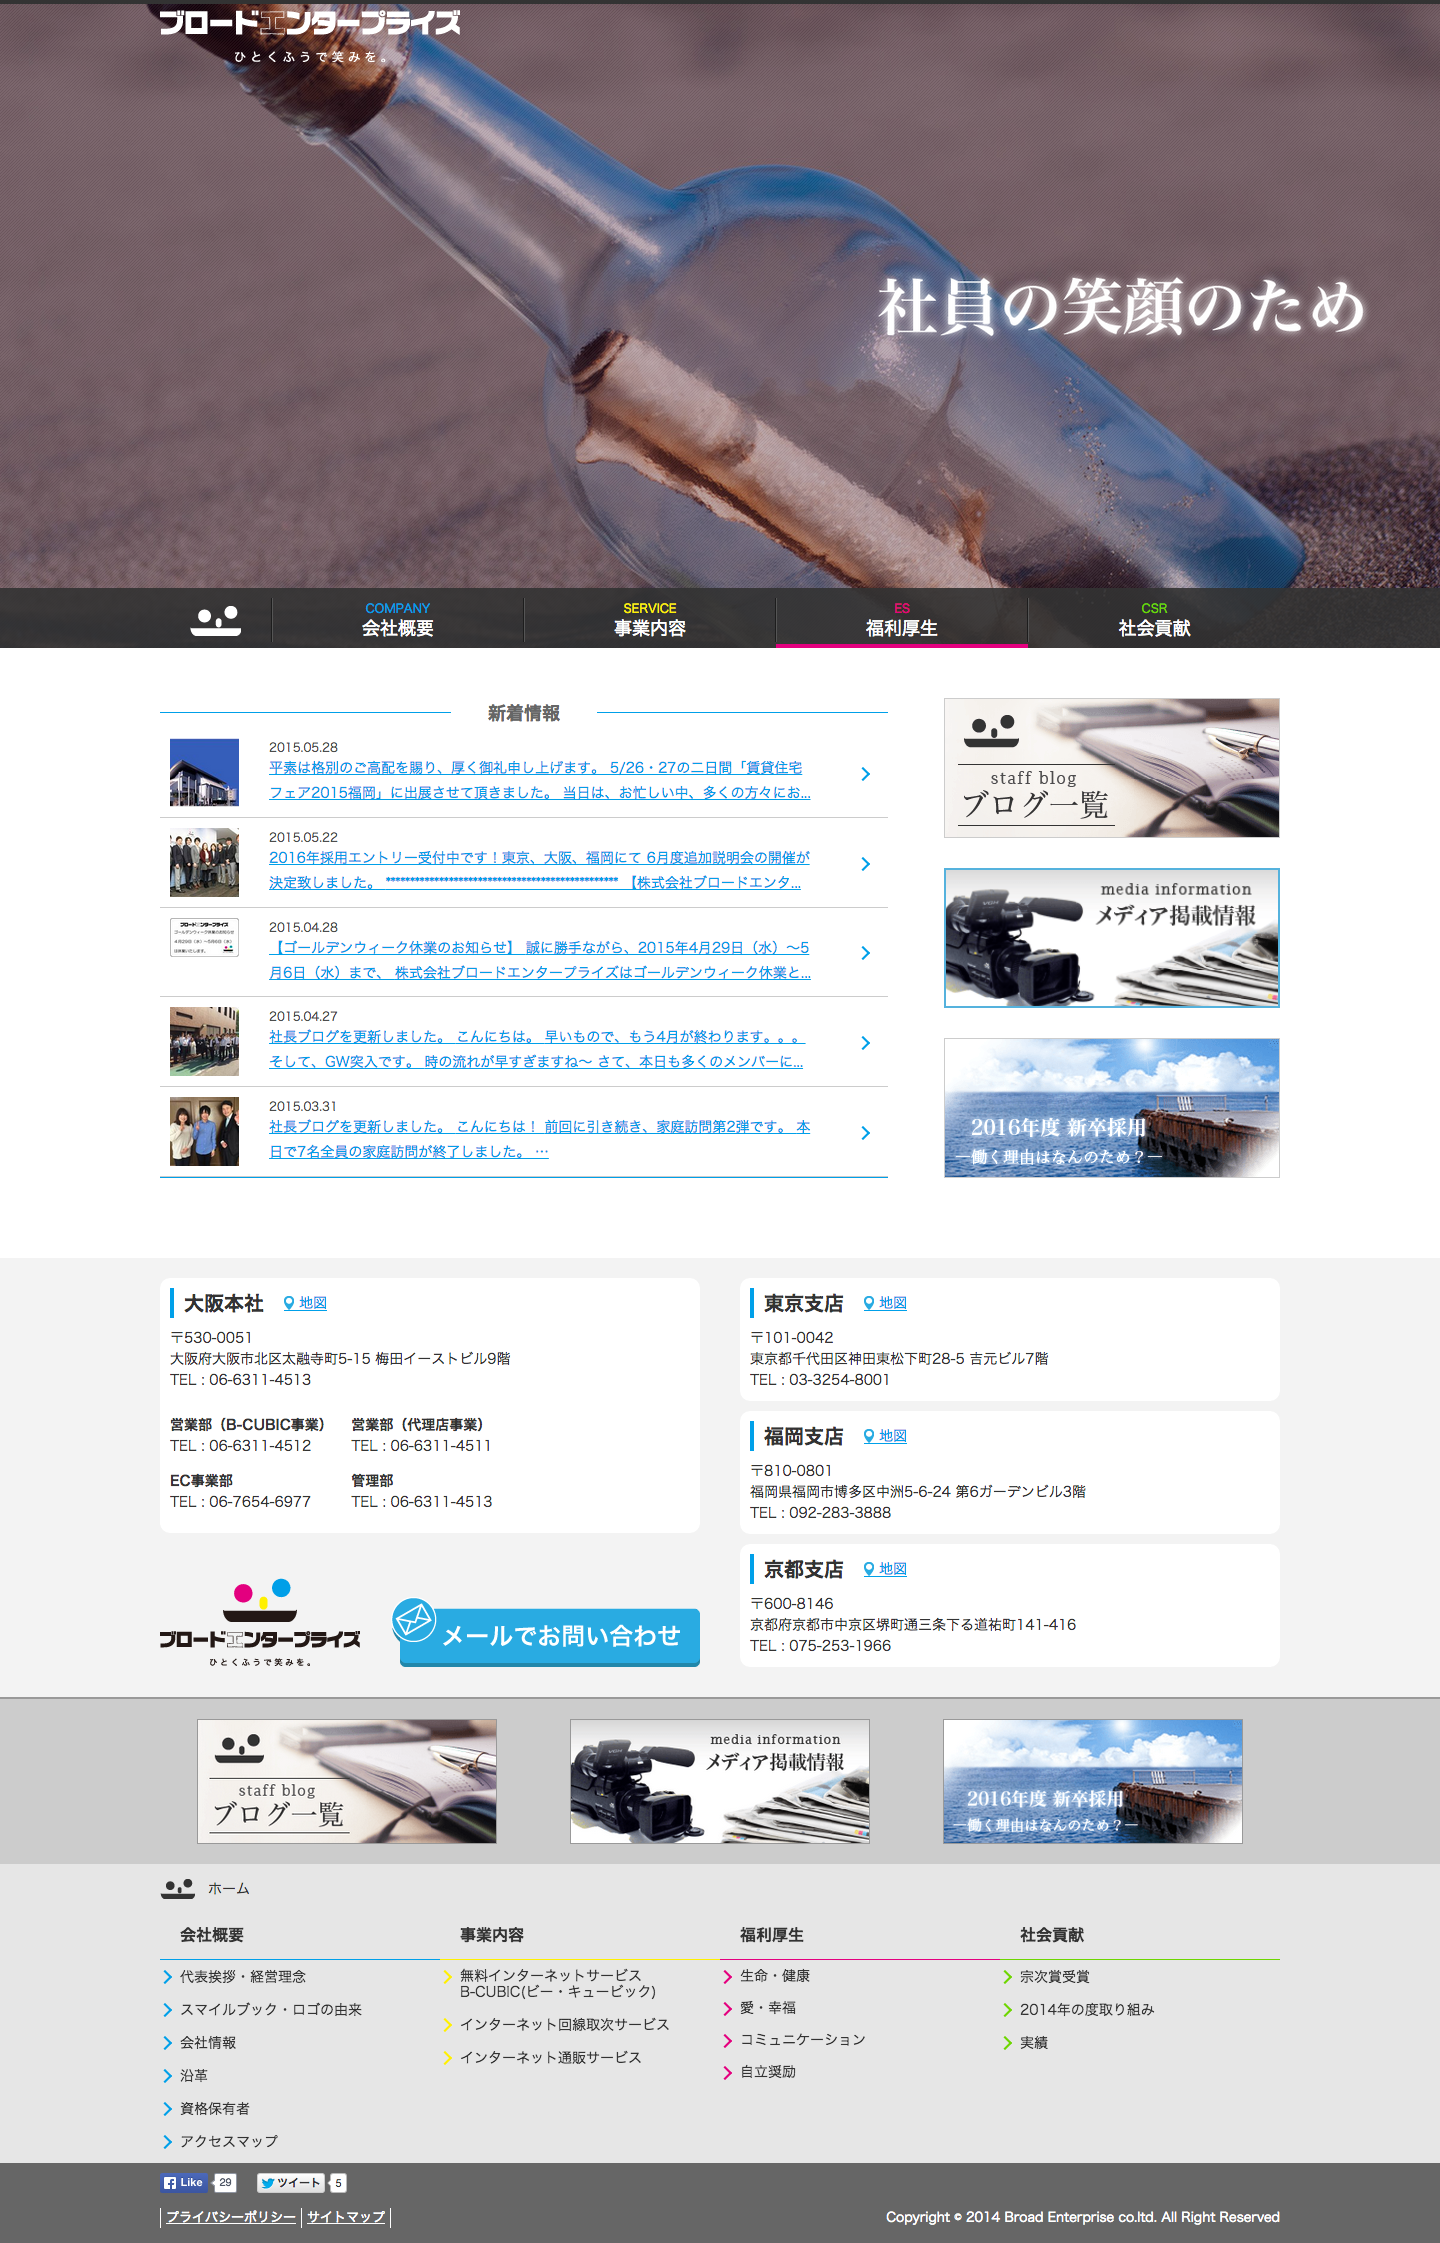 ブロードエンタープライズ
ひとくふうで笑みを。
社員の笑顔のため
COMPANY
会社概要
SERVICE
事業内容
ES
福利厚生
CSR
社会貢献
新着情報
2015.05.28
平素は格別のご高配を賜り、厚く御礼申し上げます。 5/26・27の二日間「賃貸住宅
フェア2015福岡」に出展させて頂きました。 当日は、お忙しい中、多くの方々にお...
2015.05.22
2016年採用エントリー受付中です！東京、大阪、福岡にて 6月度追加説明会の開催が
決定致しました。 ************************************************ 【株式会社ブロードエンタ...
ブロードエンタープライズ
ゴールデンウィーク休業のお知らせ
2015.04.28
【ゴールデンウィーク休業のお知らせ】 誠に勝手ながら、2015年4月29日（水）〜5
月6日（水）まで、 株式会社ブロードエンタープライズはゴールデンウィーク休業と...
2015.04.27
社長ブログを更新しました。 こんにちは。 早いもので、もう4月が終わります。。。
そして、GW突入です。 時の流れが早すぎますね〜 さて、本日も多くのメンバーに...
2015.03.31
社長ブログを更新しました。 こんにちは！ 前回に引き続き、家庭訪問第2弾です。 本
日で7名全員の家庭訪問が終了しました。 …
staff blog
ブログ一覧
media information
メディア掲載情報
2016年度 新卒採用
―働く理由はなんのため？―
大阪本社 地図
〒530-0051
大阪府大阪市北区太融寺町5-15 梅田イーストビル9階
TEL : 06-6311-4513
営業部（B-CUBIC事業） 営業部（代理店事業）
TEL : 06-6311-4512 TEL : 06-6311-4511
EC事業部 管理部
TEL : 06-7654-6977 TEL : 06-6311-4513
東京支店 地図
〒101-0042
東京都千代田区神田東松下町28-5 吉元ビル7階
TEL : 03-3254-8001
福岡支店 地図
〒810-0801
福岡県福岡市博多区中洲5-6-24 第6ガーデンビル3階
TEL : 092-283-3888
京都支店 地図
〒600-8146
京都府京都市中京区堺町通三条下る道祐町141-416
TEL : 075-253-1966
ブロードエンタープライズ
ひとくふうで笑みを。
メールでお問い合わせ
staff blog
ブログ一覧
media information
メディア掲載情報
2016年度 新卒採用
―働く理由はなんのため？―
ホーム
会社概要
代表挨拶・経営理念
スマイルブック・ロゴの由来
会社情報
沿革
資格保有者
アクセスマップ
事業内容
無料インターネットサービス
B-CUBIC(ビー・キュービック)
インターネット回線取次サービス
インターネット通販サービス
福利厚生
生命・健康
愛・幸福
コミュニケーション
自立奨励
社会貢献
宗次賞受賞
2014年の度取り組み
実績
Like 29 ツイート 5
プライバシーポリシー サイトマップ
Copyright © 2014 Broad Enterprise co.ltd. All Right Reserved